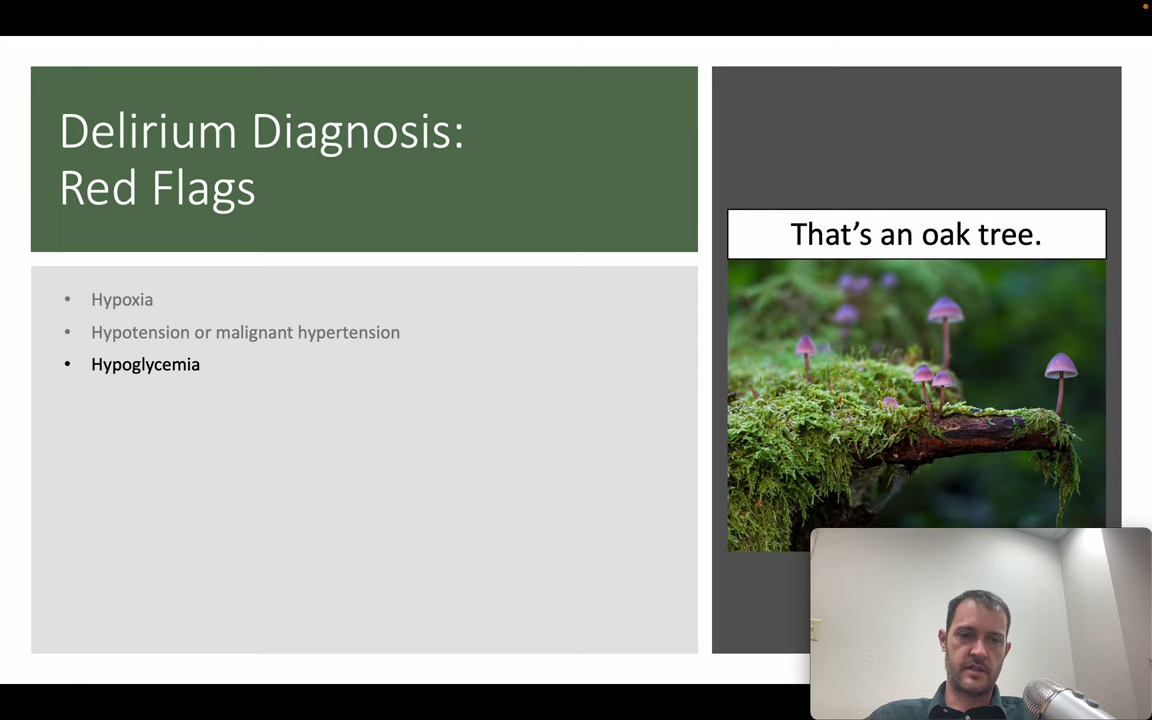 Delirium Diagnosis:
Red Flags
• Hypoxia
• Hypotension or malignant hypertension
• Hypoglycemia
That’s an oak tree.